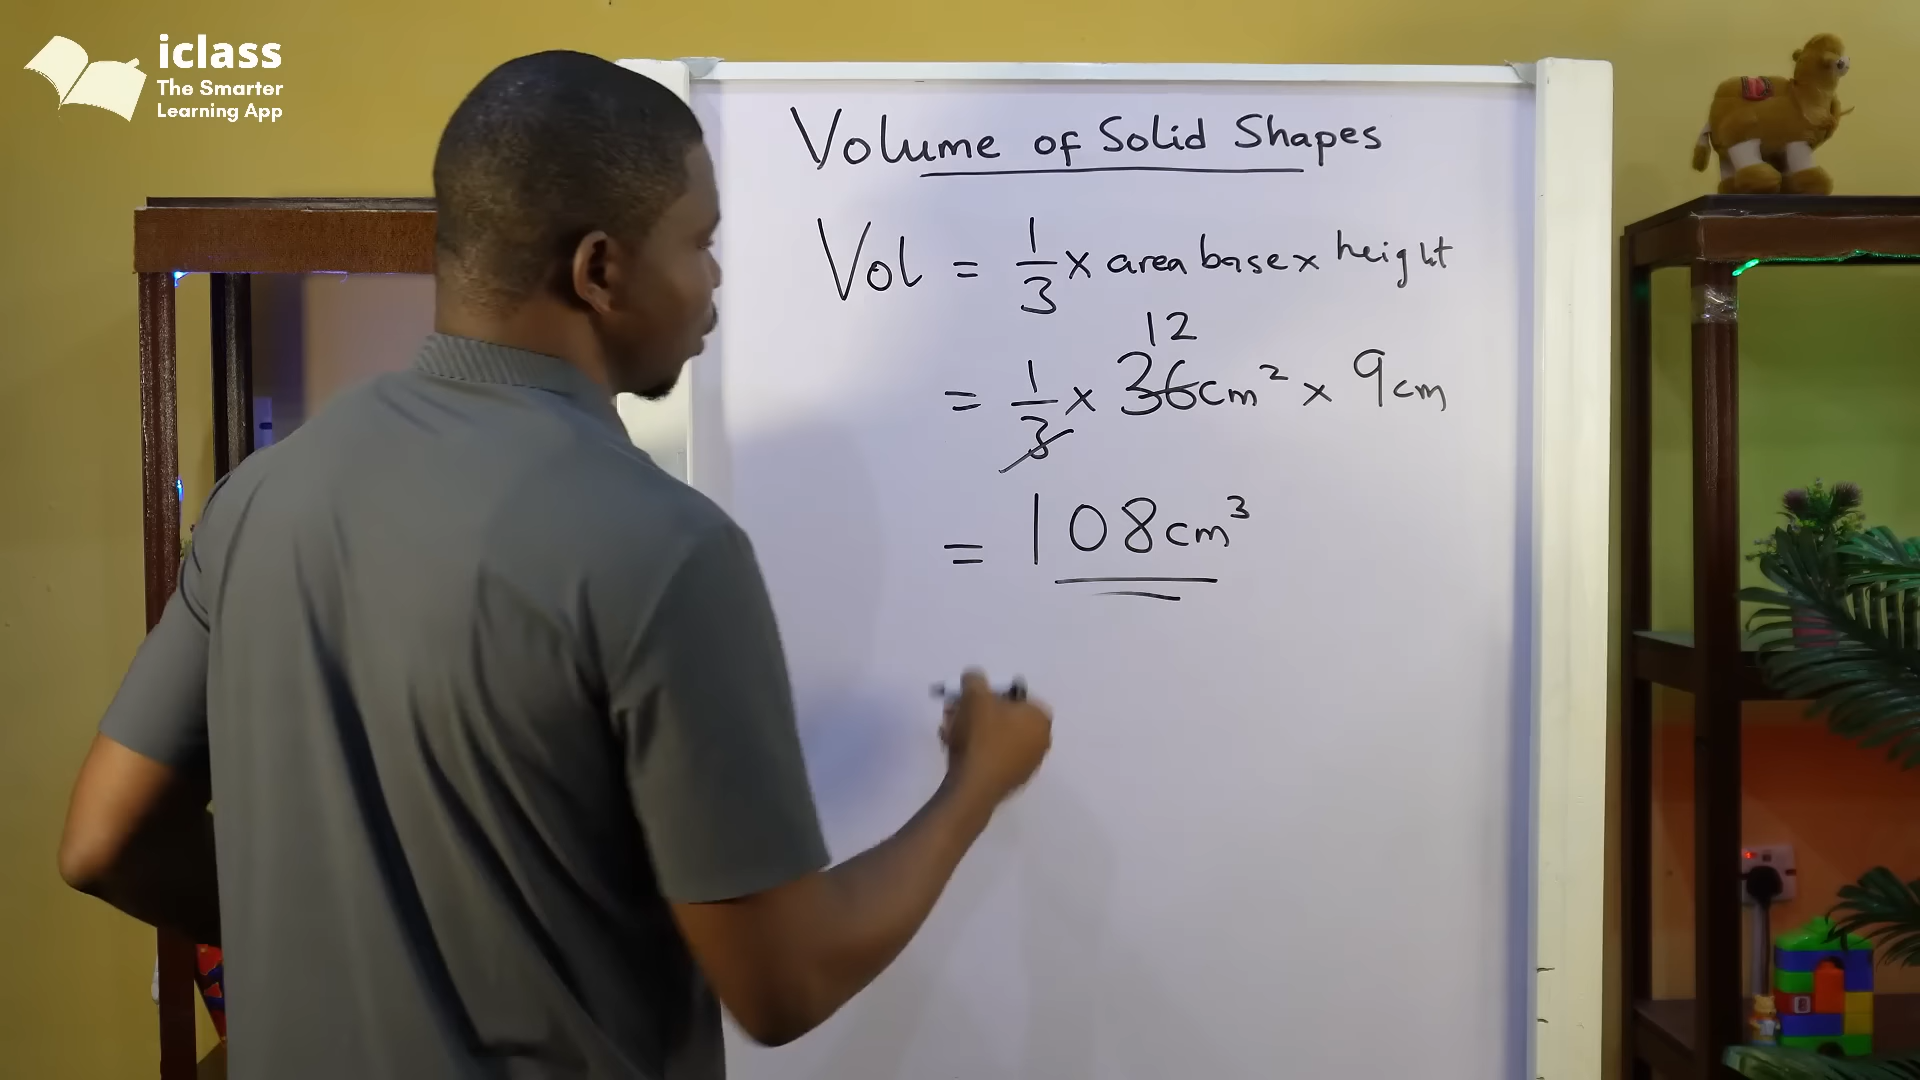 iclass
The Smarter
Learning App
Volume of Solid Shapes
Vol = 1/3 x area base x height
12
= 1/3 x 36cm² x 9cm
= 108cm³